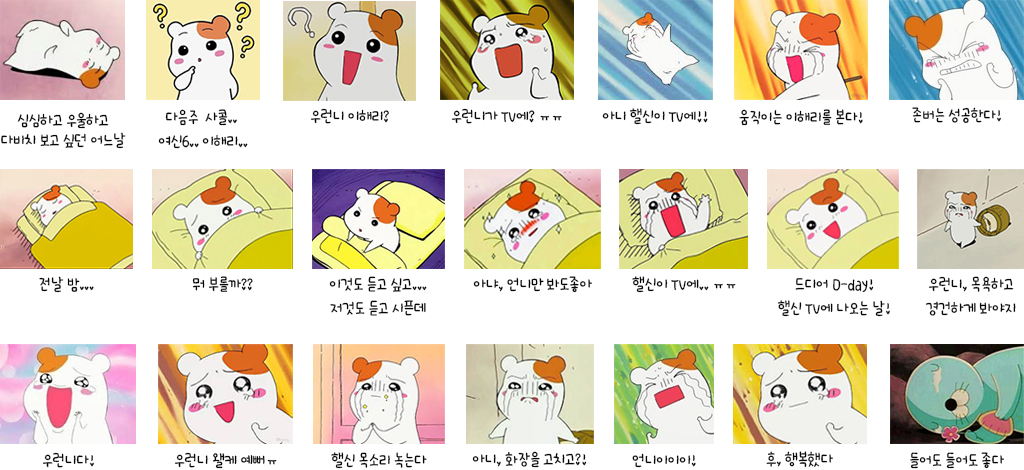 ? ? ?
?
심심하고 우울하고
다비치 보고 싶던 어느날
다음주 사콜..
여신6.. 이해리..
우런니 이해리?
우런니가 TV에? ㅠㅠ
아니 햴신이 TV에!!
움직이는 이해리를 본다!
존버는 성공한다!
전날 밤...
뭐 부를까??
이것도 듣고 싶고...
저것도 듣고 시픈데
아냐, 언니만 봐도좋아
햴신이 TV에.. ㅠㅠ
드디어 D-day!
햴신 TV에 나오는 날!
우런니, 목욕하고
경건하게 봐야지
우런니다!
우런니 왤케 예뻐ㅠ
햴신 목소리 녹는다
아니, 화장을 고치고?!
언니이이이!
후, 행복했다
들어도 들어도 좋다